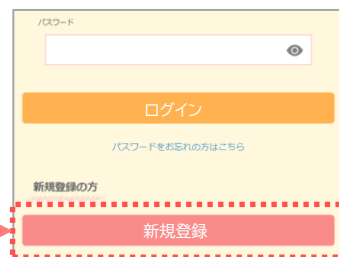 パスワード
ログイン
パスワードをお忘れの方はこちら
新規登録の方
新規登録